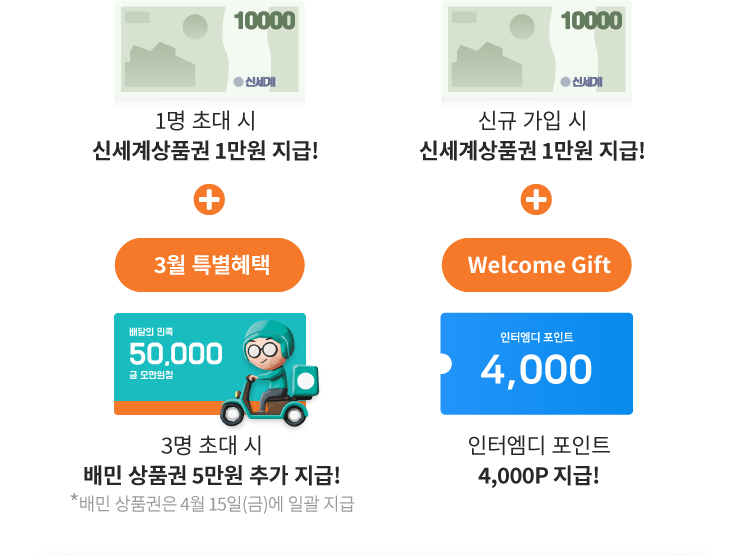 10000
신세계
1명 초대 시
신세계상품권 1만원 지급!
3월 특별혜택
배달의 민족
50,000
금 오만원정
3명 초대 시
배민 상품권 5만원 추가 지급!
*배민 상품권은 4월 15일(금)에 일괄 지급
10000
신세계
신규 가입 시
신세계상품권 1만원 지급!
Welcome Gift
인터엠디 포인트
4,000
인터엠디 포인트
4,000P 지급!